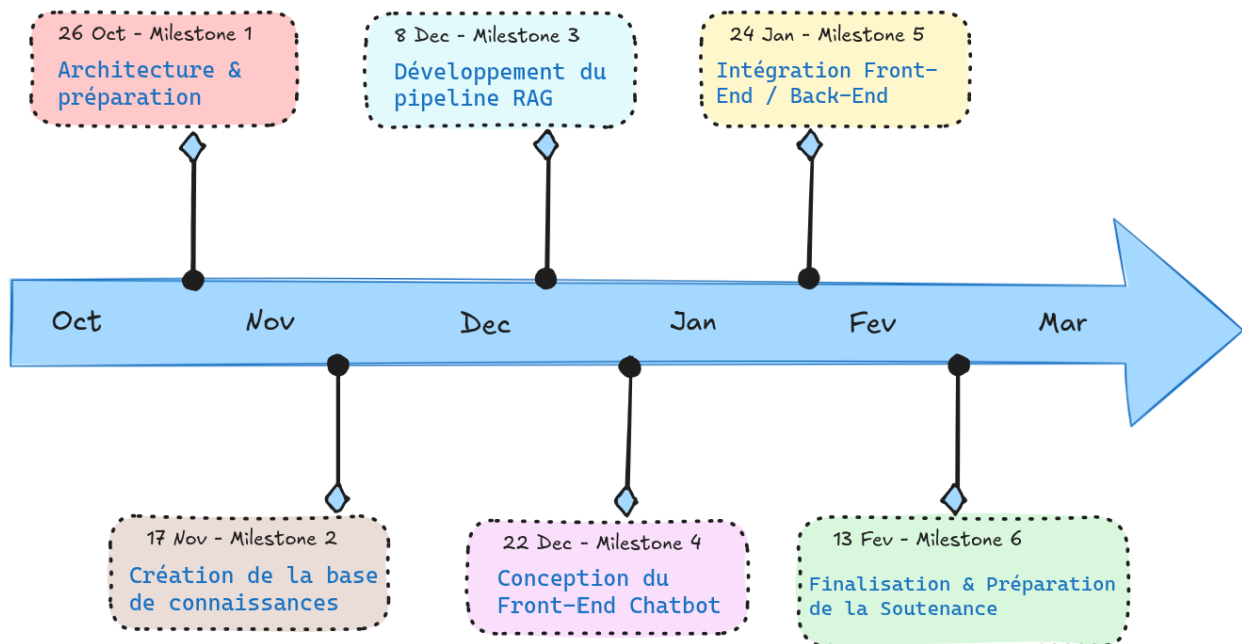 26 Oct - Milestone 1
Architecture &
préparation
8 Dec - Milestone 3
Développement du
pipeline RAG
24 Jan - Milestone 5
Intégration Front-
End / Back-End
Oct
Nov
Dec
Jan
Fev
Mar
17 Nov - Milestone 2
Création de la base
de connaissances
22 Dec - Milestone 4
Conception du
Front-End Chatbot
13 Fev - Milestone 6
Finalisation & Préparation
de la Soutenance